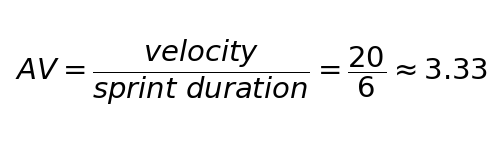 AV = velocity / sprint duration = 20 / 6 ≈ 3.33